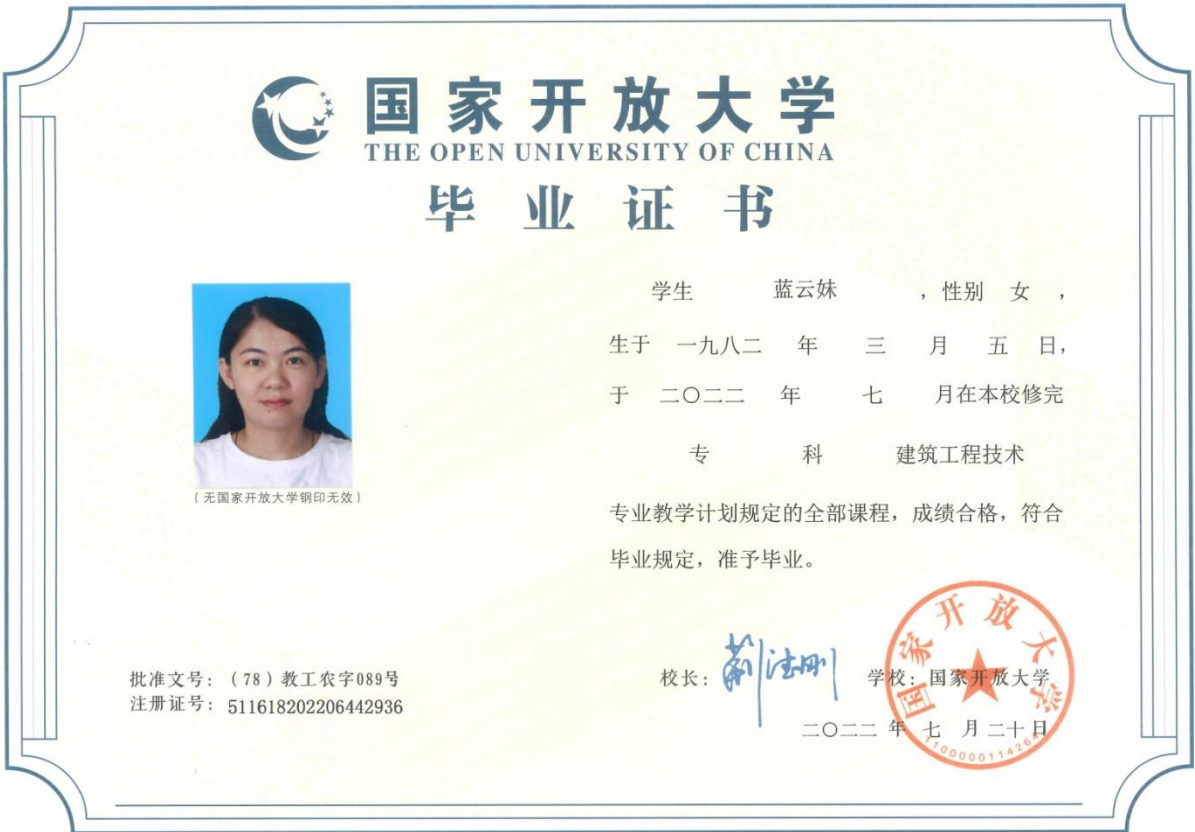 国家开放大学
THE OPEN UNIVERSITY OF CHINA
毕业证书
学生 蓝云妹 ，性别 女 ，
生于 一九八二 年 三 月 五 日，
于 二〇二二 年 七 月在本校修完
专 科 建筑工程技术
专业教学计划规定的全部课程，成绩合格，符合
毕业规定，准予毕业。
（无国家开放大学钢印无效）
批准文号：（78）教工农字089号
注册证号：511618202206442936
校长：荆德刚 学校：国家开放大学
二〇二二 年 七 月 二十 日
国家开放大学